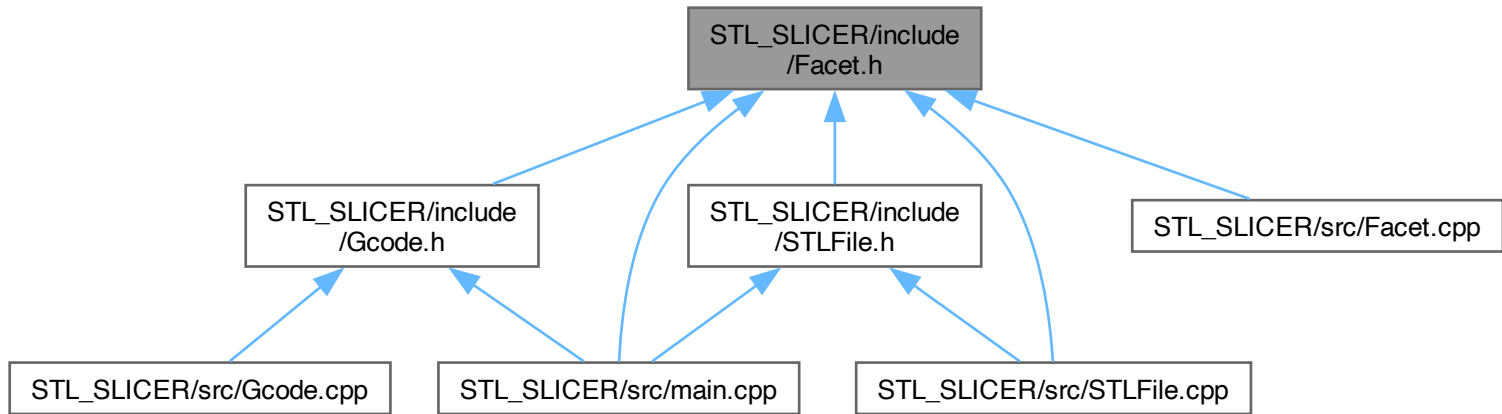 STL_SLICER/include
/Facet.h
STL_SLICER/include
/Gcode.h
STL_SLICER/include
/STLFile.h
STL_SLICER/src/Facet.cpp
STL_SLICER/src/Gcode.cpp
STL_SLICER/src/main.cpp
STL_SLICER/src/STLFile.cpp